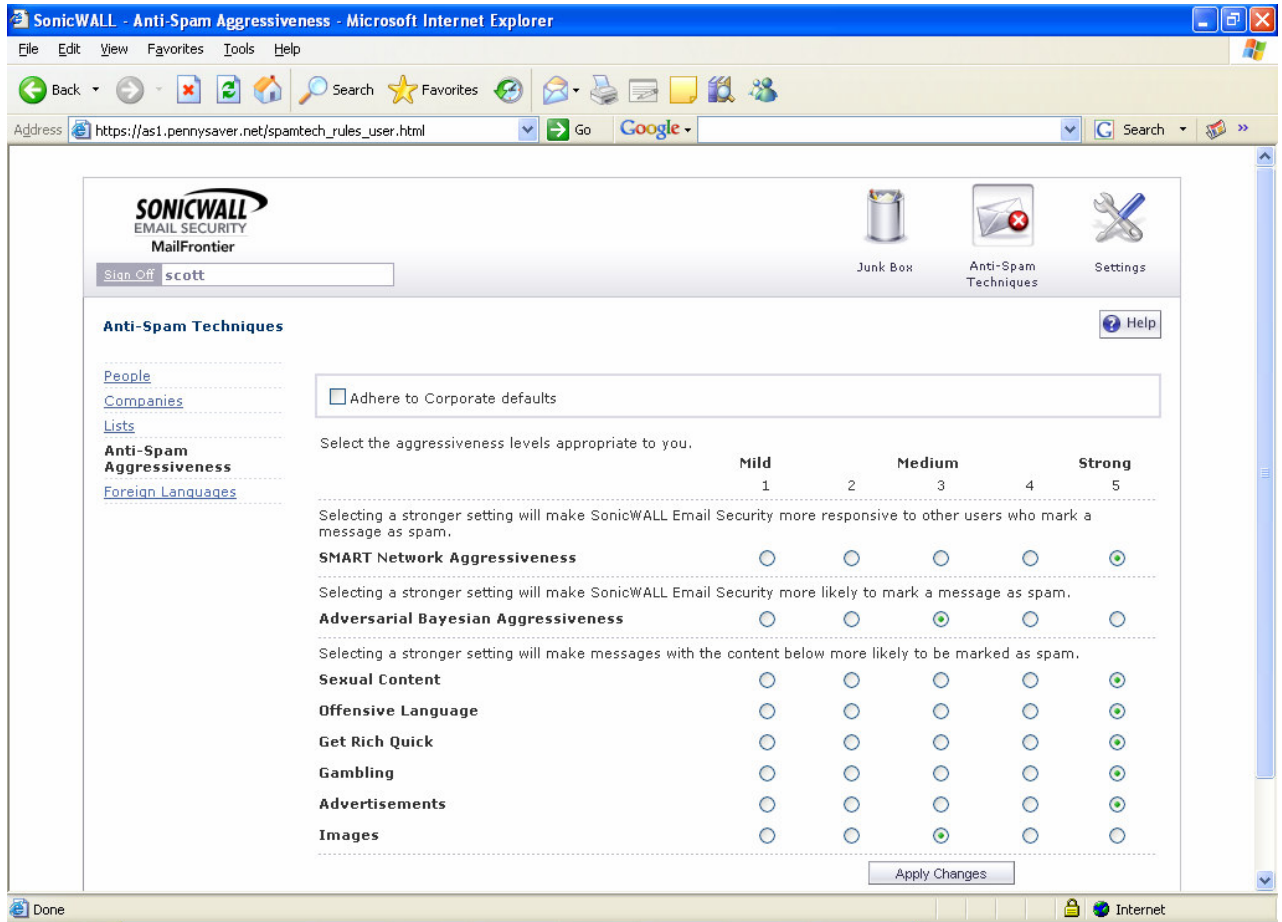 SonicWALL - Anti-Spam Aggressiveness - Microsoft Internet Explorer
File Edit View Favorites Tools Help
Back Search Favorites
Address https://as1.pennysaver.net/spamtech_rules_user.html Go Google Search »
SONICWALL
EMAIL SECURITY
MailFrontier
Sign Off scott
Junk Box
Anti-Spam
Techniques
Settings
Anti-Spam Techniques
Help
People
Companies
Lists
Anti-Spam
Aggressiveness
Foreign Languages
Adhere to Corporate defaults
Select the aggressiveness levels appropriate to you.
Mild Medium Strong
1 2 3 4 5
Selecting a stronger setting will make SonicWALL Email Security more responsive to other users who mark a
message as spam.
SMART Network Aggressiveness
Selecting a stronger setting will make SonicWALL Email Security more likely to mark a message as spam.
Adversarial Bayesian Aggressiveness
Selecting a stronger setting will make messages with the content below more likely to be marked as spam.
Sexual Content
Offensive Language
Get Rich Quick
Gambling
Advertisements
Images
Apply Changes
Done Internet